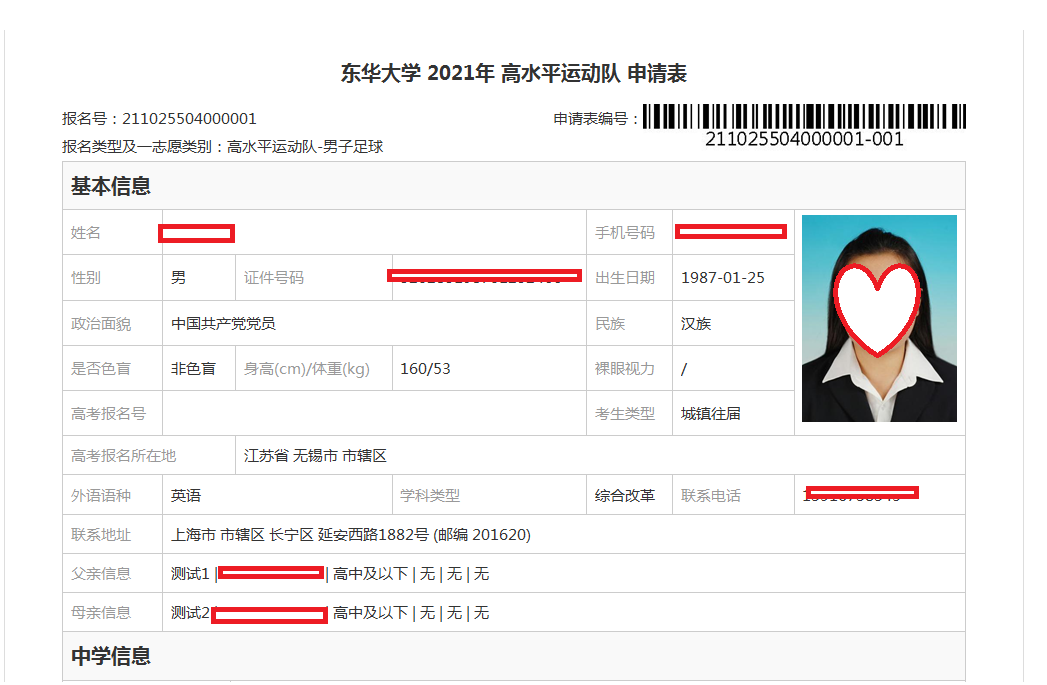 东华大学 2021年 高水平运动队 申请表
报名号：211025504000001
申请表编号：
211025504000001-001
报名类型及一志愿类别：高水平运动队-男子足球
基本信息
姓名 手机号码
性别 男 证件号码 出生日期 1987-01-25
政治面貌 中国共产党党员 民族 汉族
是否色盲 非色盲 身高(cm)/体重(kg) 160/53 裸眼视力 /
高考报名号 考生类型 城镇往届
高考报名所在地 江苏省 无锡市 市辖区
外语语种 英语 学科类型 综合改革 联系电话
联系地址 上海市 市辖区 长宁区 延安西路1882号 (邮编 201620)
父亲信息 测试1 | | 高中及以下 | 无 | 无 | 无
母亲信息 测试2 高中及以下 | 无 | 无 | 无
中学信息